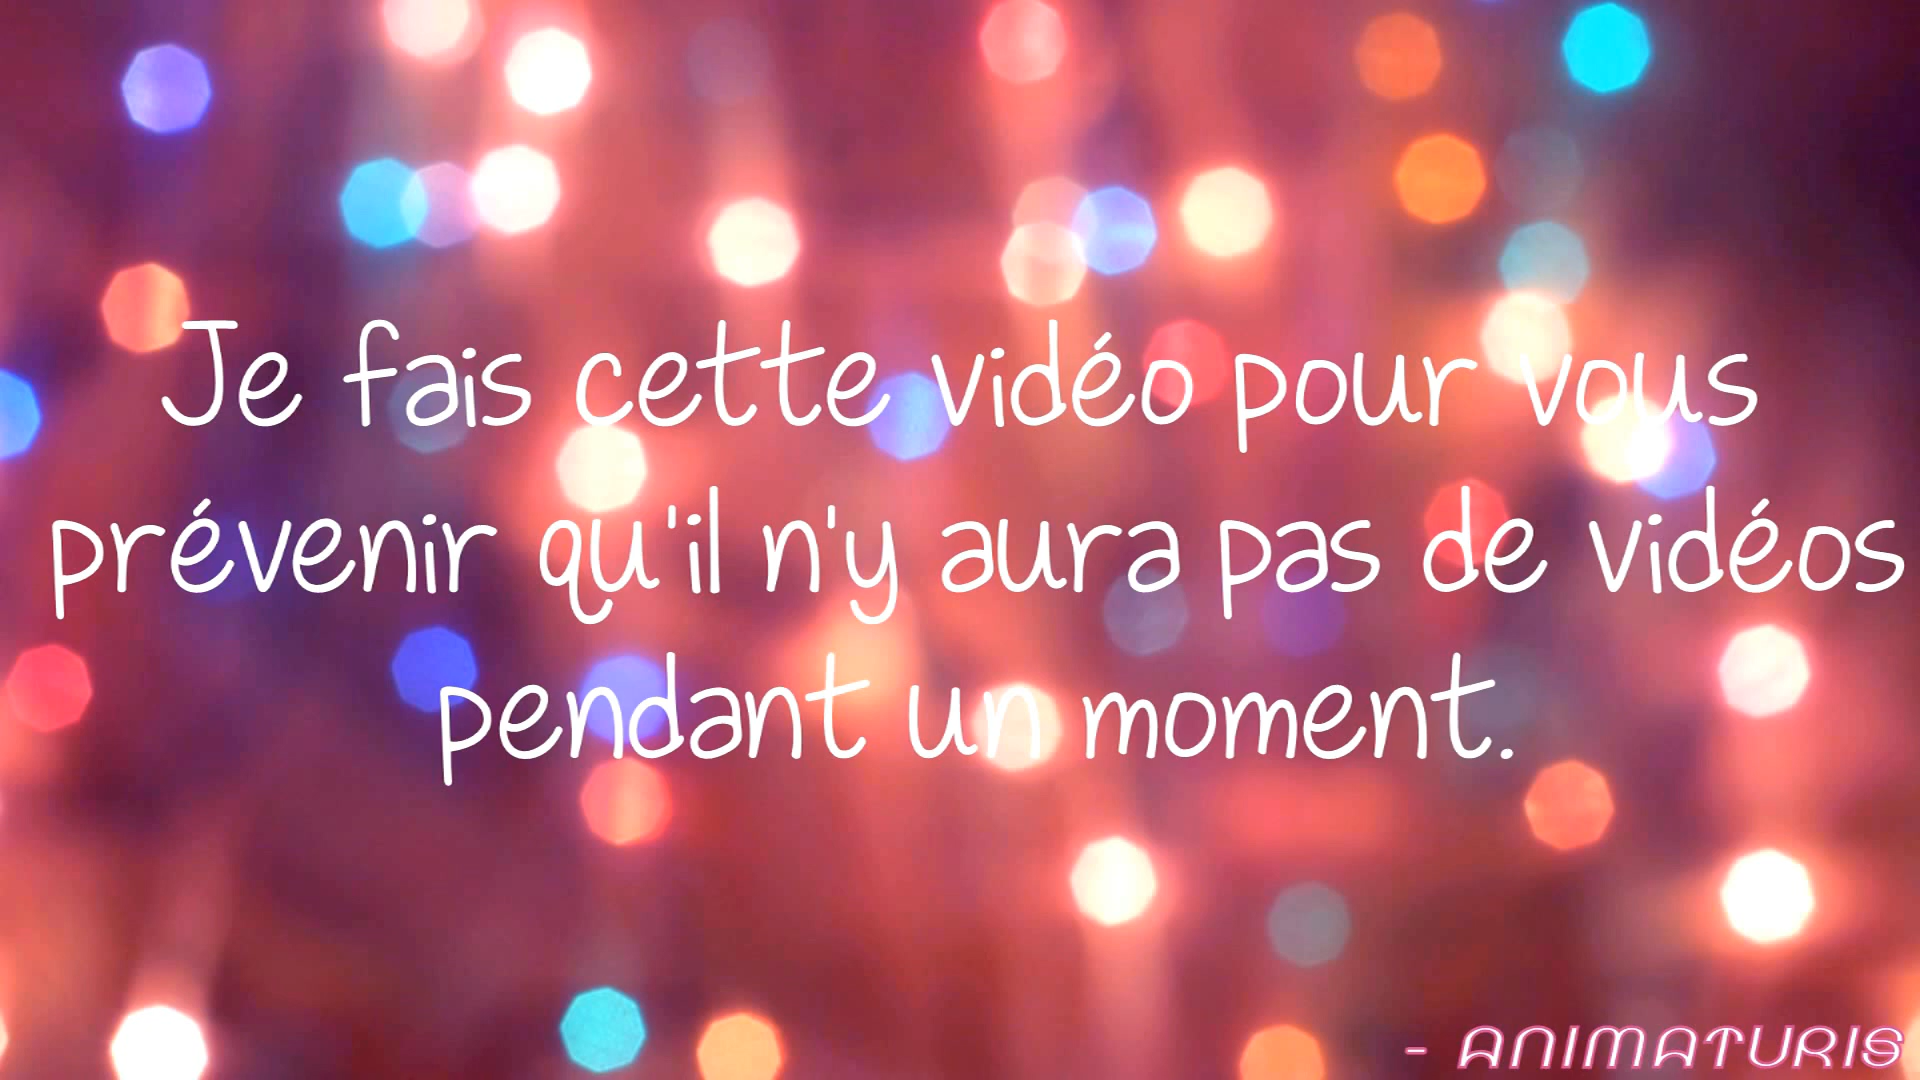 Je fais cette vidéo pour vous
prévenir qu'il n'y aura pas de vidéos
pendant un moment.
- ANIMATURIS